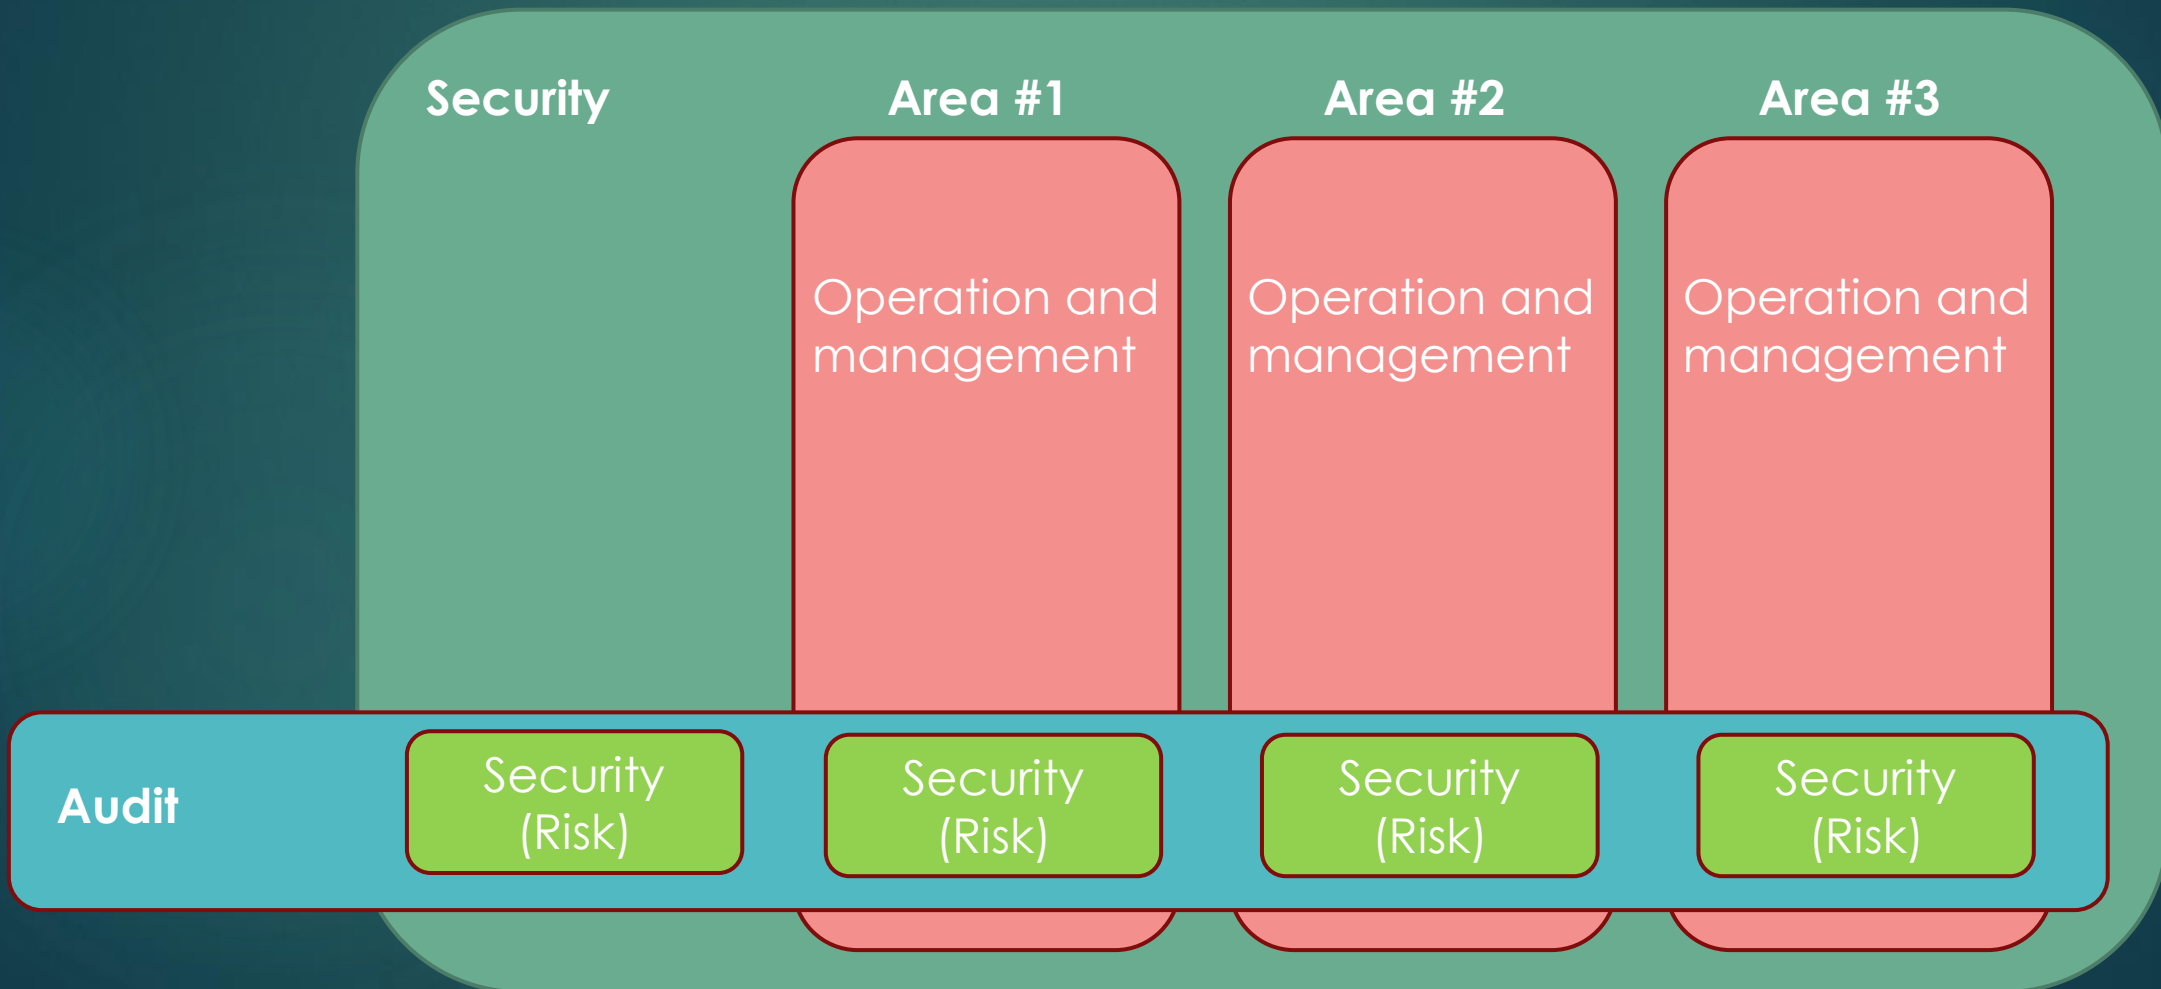 Security
Area #1
Area #2
Area #3
Operation and
management
Operation and
management
Operation and
management
Audit
Security
(Risk)
Security
(Risk)
Security
(Risk)
Security
(Risk)